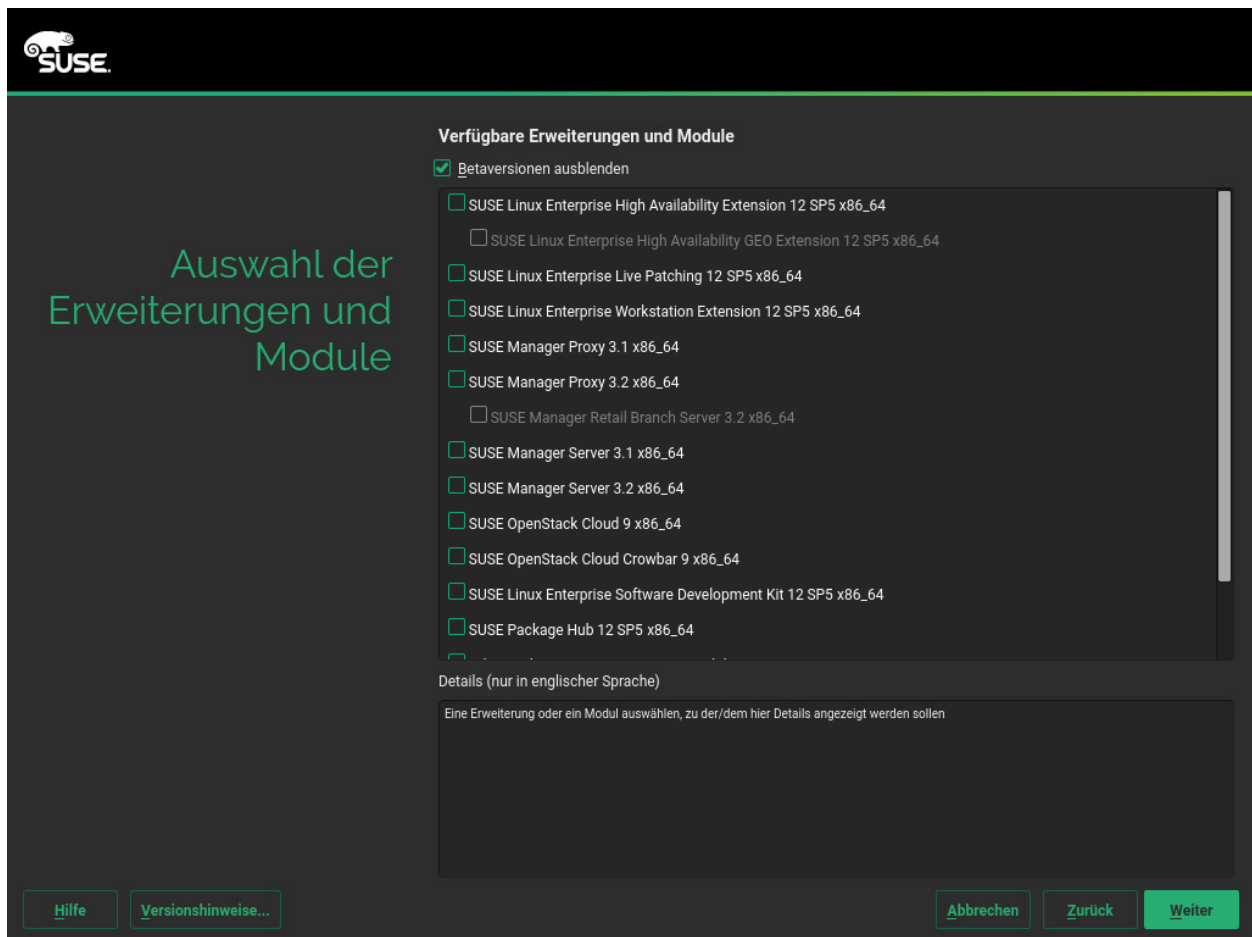 SUSE.
Auswahl der
Erweiterungen und
Module
Verfügbare Erweiterungen und Module
Betaversionen ausblenden
SUSE Linux Enterprise High Availability Extension 12 SP5 x86_64
SUSE Linux Enterprise High Availability GEO Extension 12 SP5 x86_64
SUSE Linux Enterprise Live Patching 12 SP5 x86_64
SUSE Linux Enterprise Workstation Extension 12 SP5 x86_64
SUSE Manager Proxy 3.1 x86_64
SUSE Manager Proxy 3.2 x86_64
SUSE Manager Retail Branch Server 3.2 x86_64
SUSE Manager Server 3.1 x86_64
SUSE Manager Server 3.2 x86_64
SUSE OpenStack Cloud 9 x86_64
SUSE OpenStack Cloud Crowbar 9 x86_64
SUSE Linux Enterprise Software Development Kit 12 SP5 x86_64
SUSE Package Hub 12 SP5 x86_64
Details (nur in englischer Sprache)
Eine Erweiterung oder ein Modul auswählen, zu der/dem hier Details angezeigt werden sollen
Hilfe
Versionshinweise...
Abbrechen
Zurück
Weiter